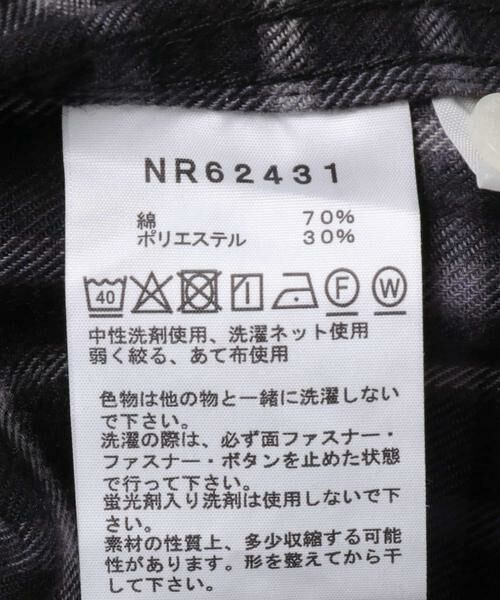 NR62431
綿 70%
ポリエステル 30%
40 F W
中性洗剤使用、洗濯ネット使用
弱く絞る、あて布使用
色物は他の物と一緒に洗濯しない
で下さい。
洗濯の際は、必ず面ファスナー・
ファスナー・ボタンを止めた状態
で行って下さい。
蛍光剤入り洗剤は使用しないで下
さい。
素材の性質上、多少収縮する可能
性があります。形を整えてから干
して下さい。